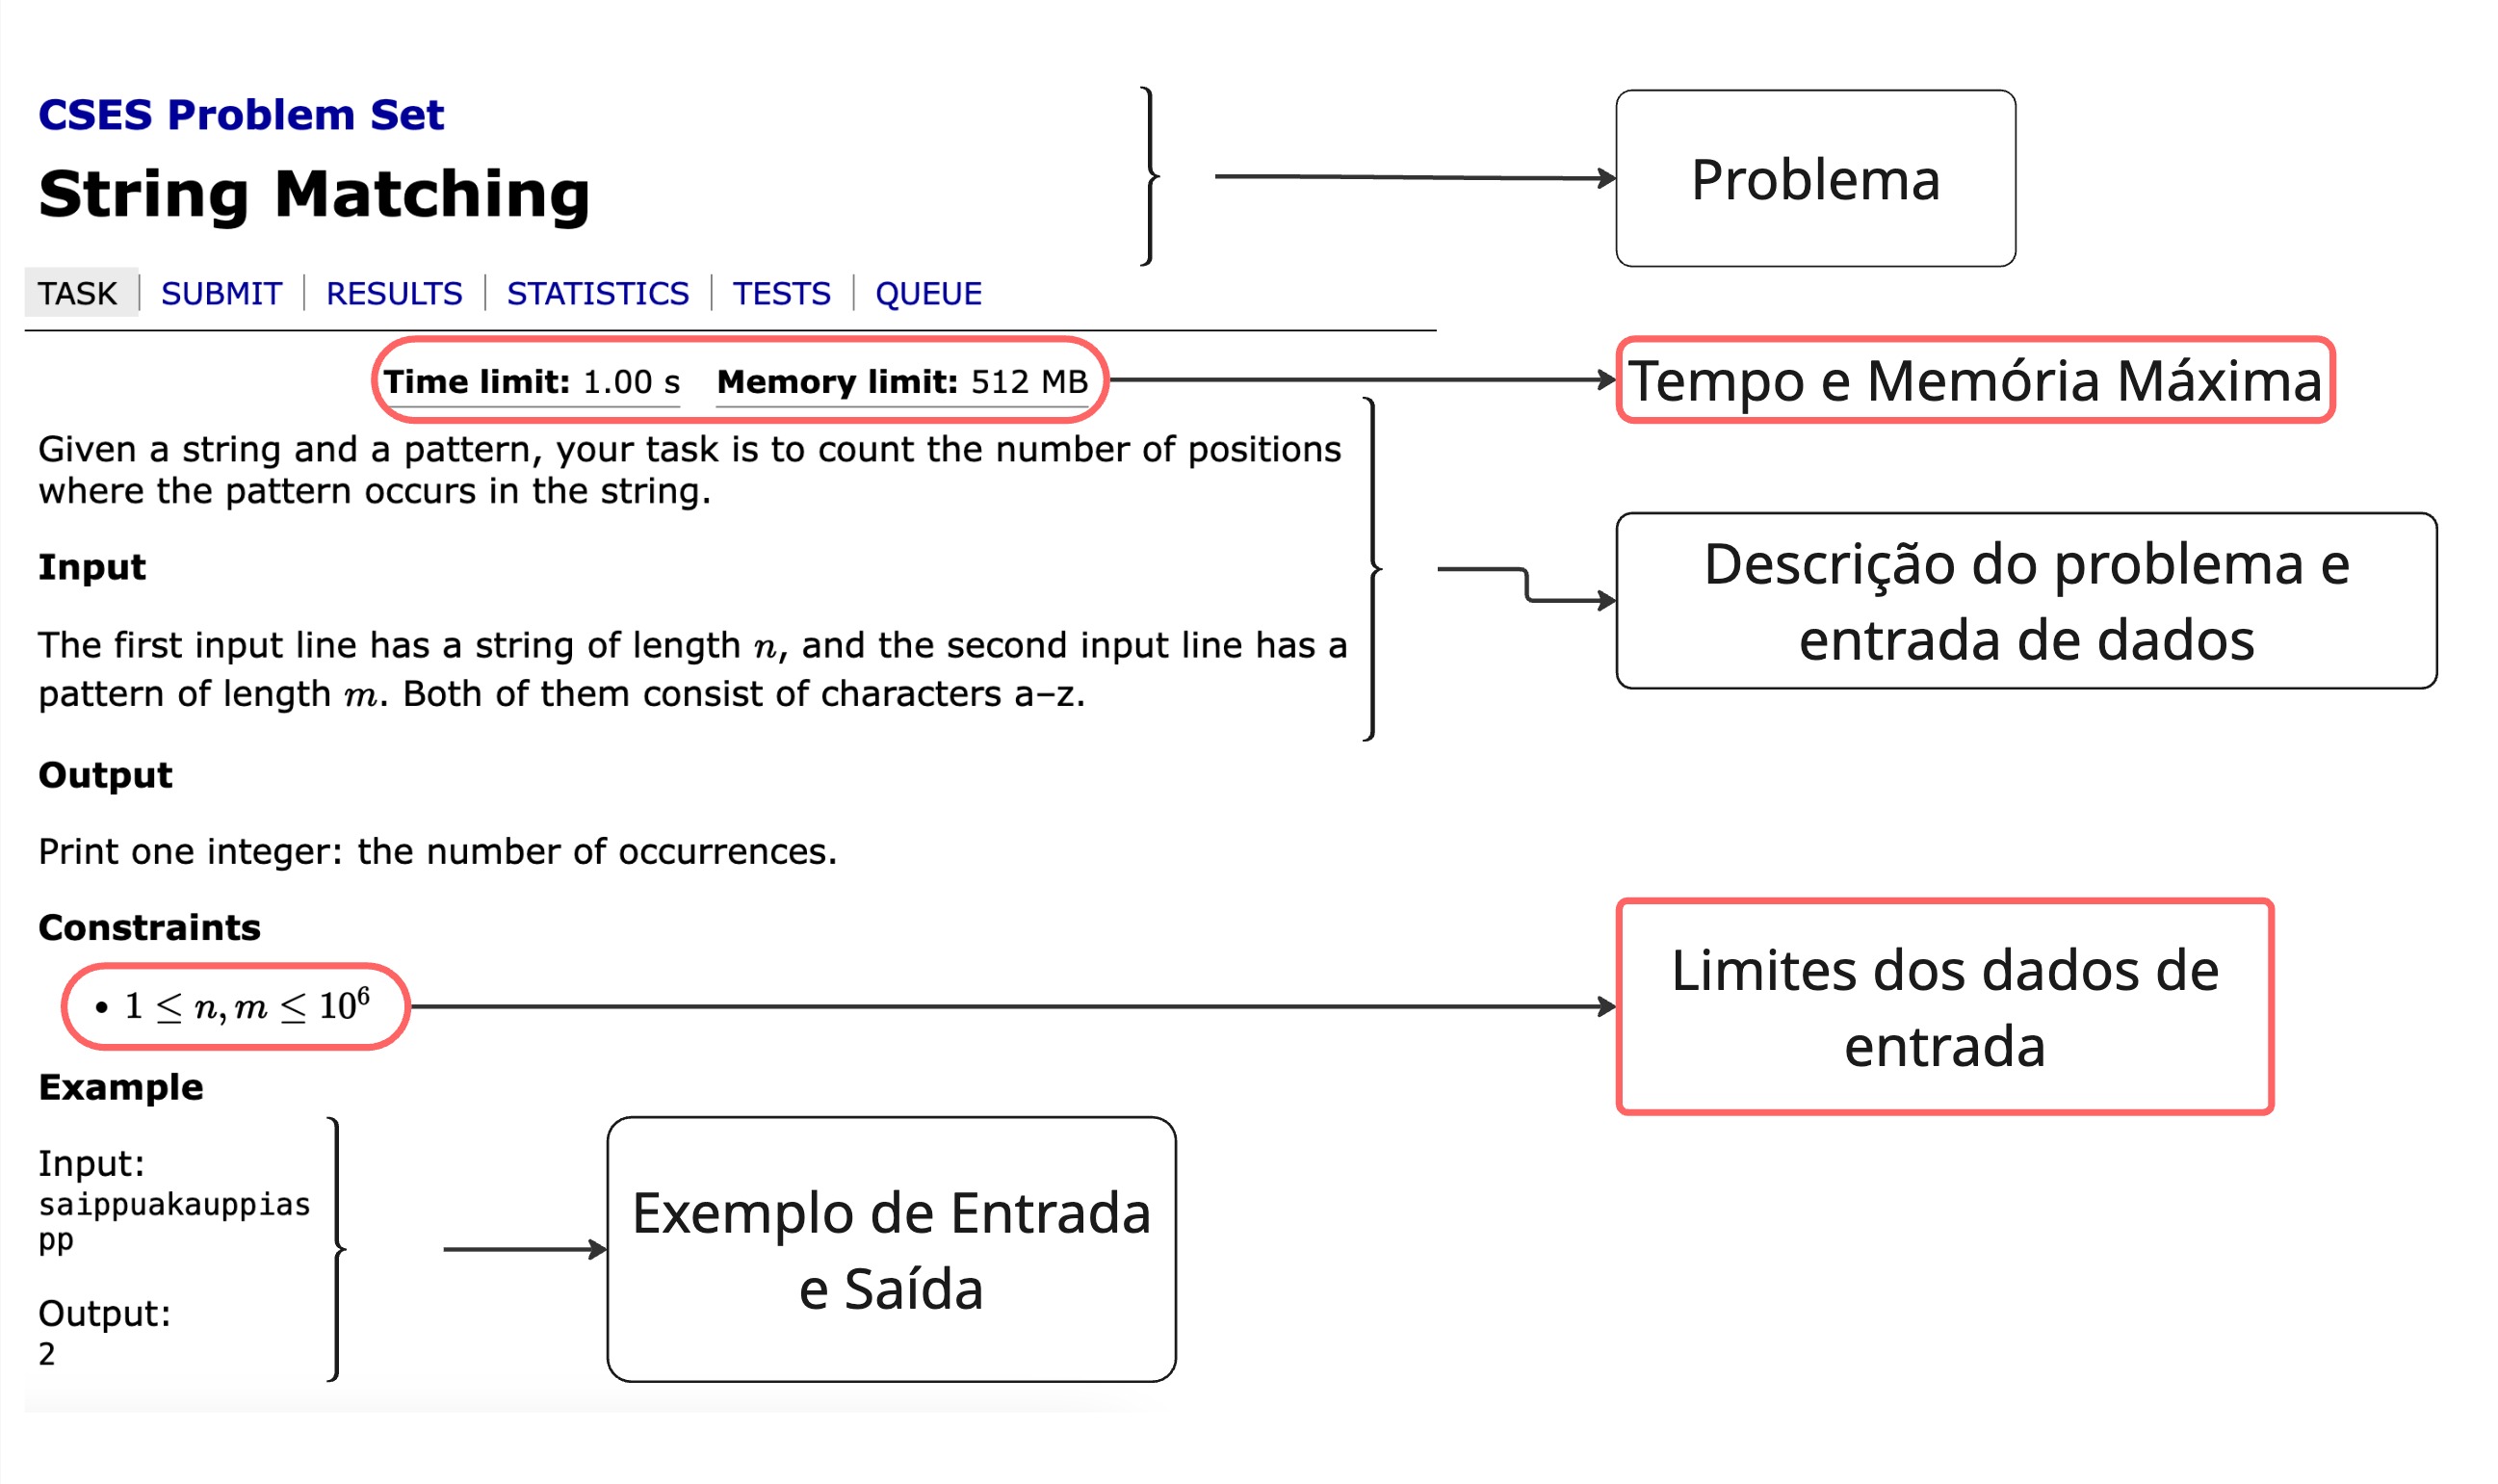 CSES Problem Set
String Matching
Problema
TASK SUBMIT RESULTS STATISTICS TESTS QUEUE
Time limit: 1.00 s Memory limit: 512 MB
Tempo e Memória Máxima
Given a string and a pattern, your task is to count the number of positions
where the pattern occurs in the string.
Input
The first input line has a string of length n, and the second input line has a
pattern of length m. Both of them consist of characters a–z.
Descrição do problema e
entrada de dados
Output
Print one integer: the number of occurrences.
Constraints
• 1 ≤ n, m ≤ 10⁶
Limites dos dados de
entrada
Example
Input:
saippuakauppias
pp
Output:
2
Exemplo de Entrada
e Saída